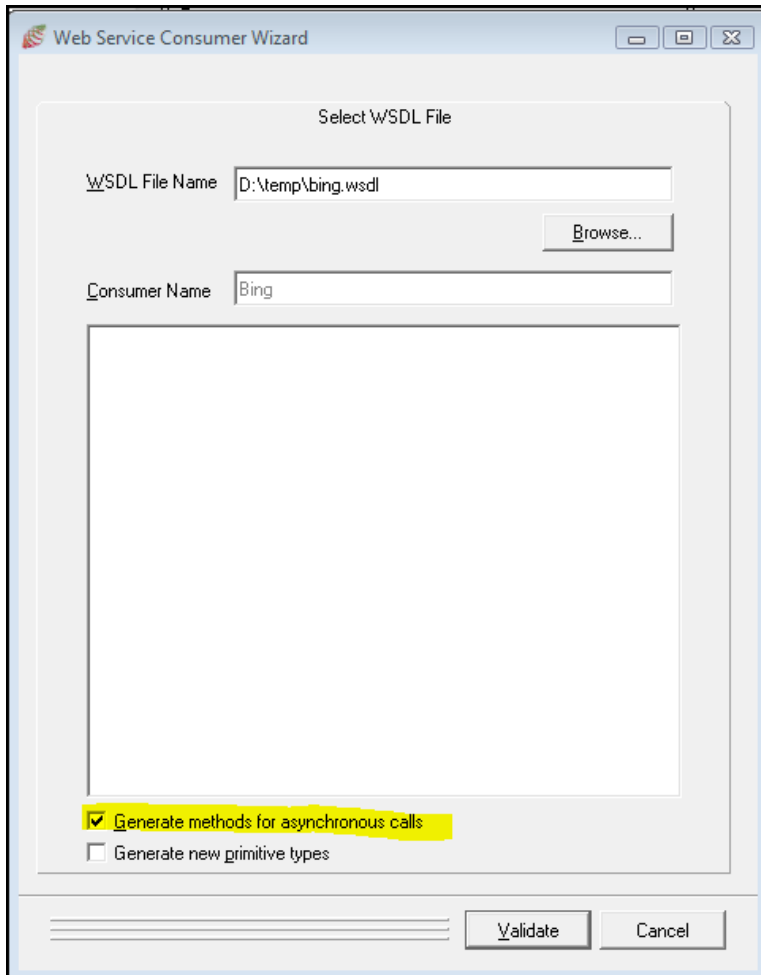 Web Service Consumer Wizard
Select WSDL File
WSDL File Name D:\temp\bing.wsdl
Browse...
Consumer Name Bing
Generate methods for asynchronous calls
Generate new primitive types
Validate Cancel